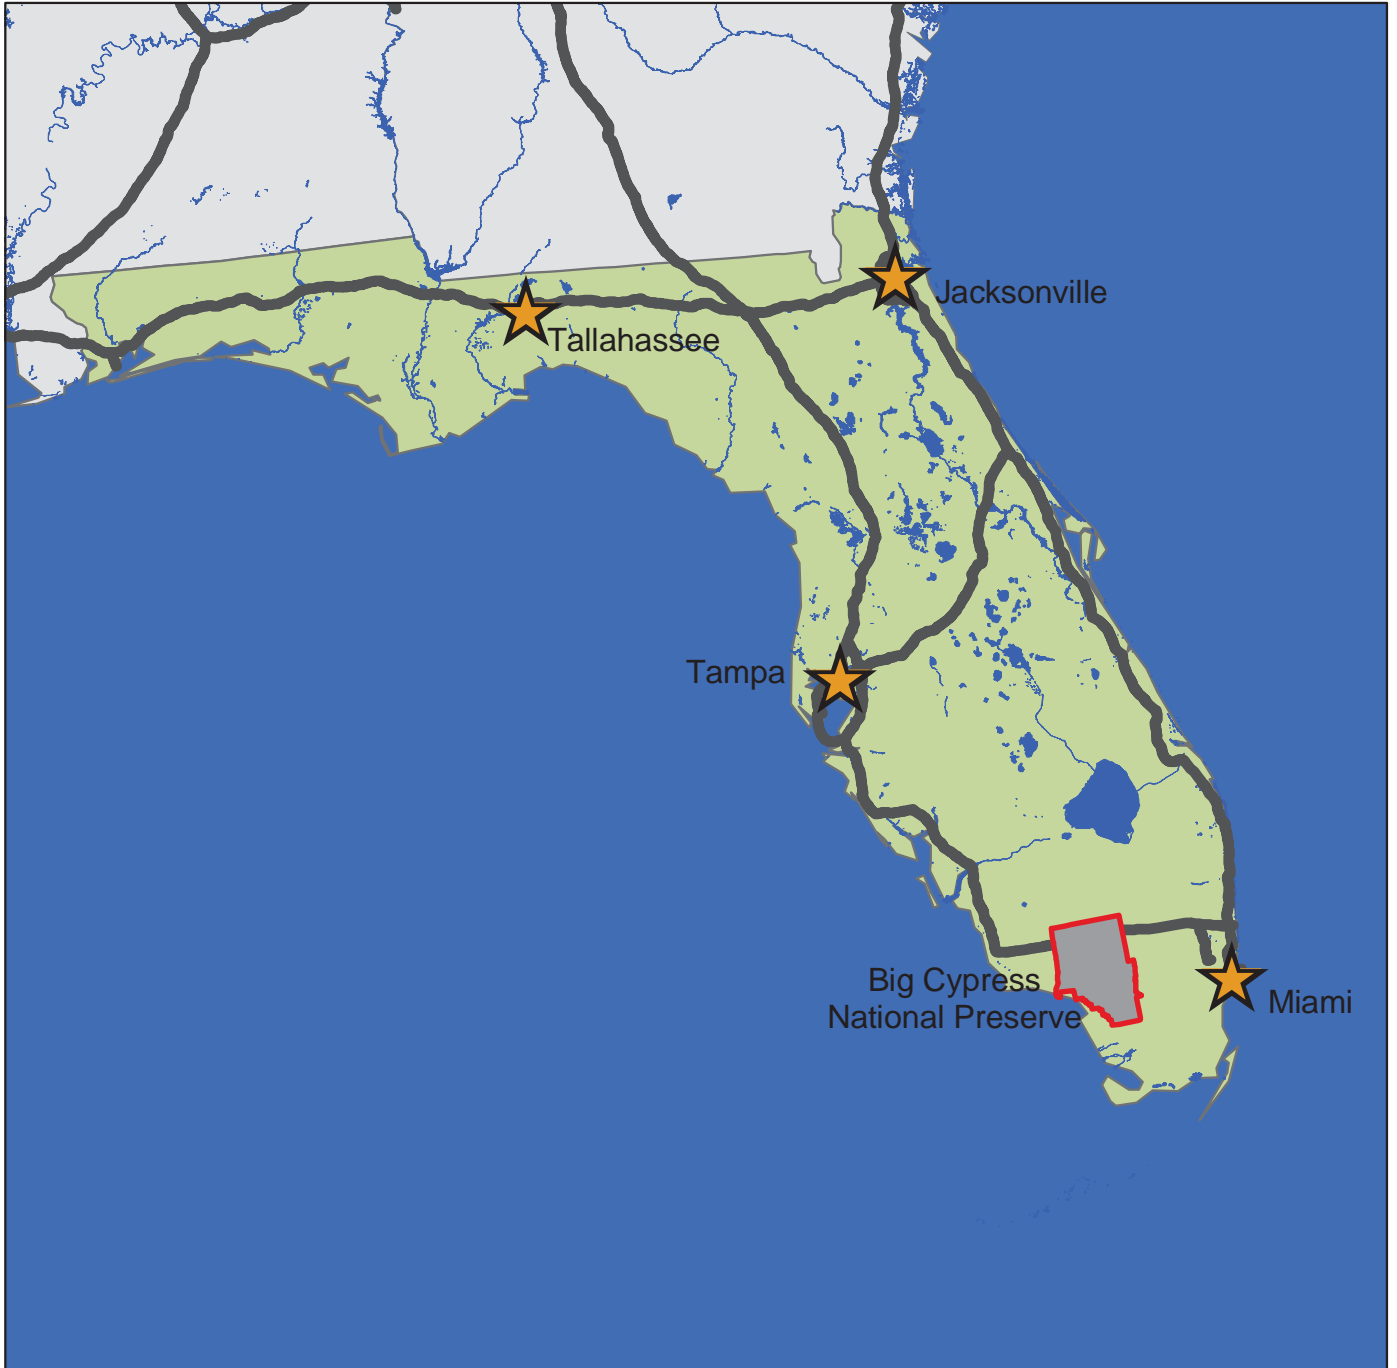 Jacksonville
Tallahassee
Tampa
Big Cypress
National Preserve
Miami